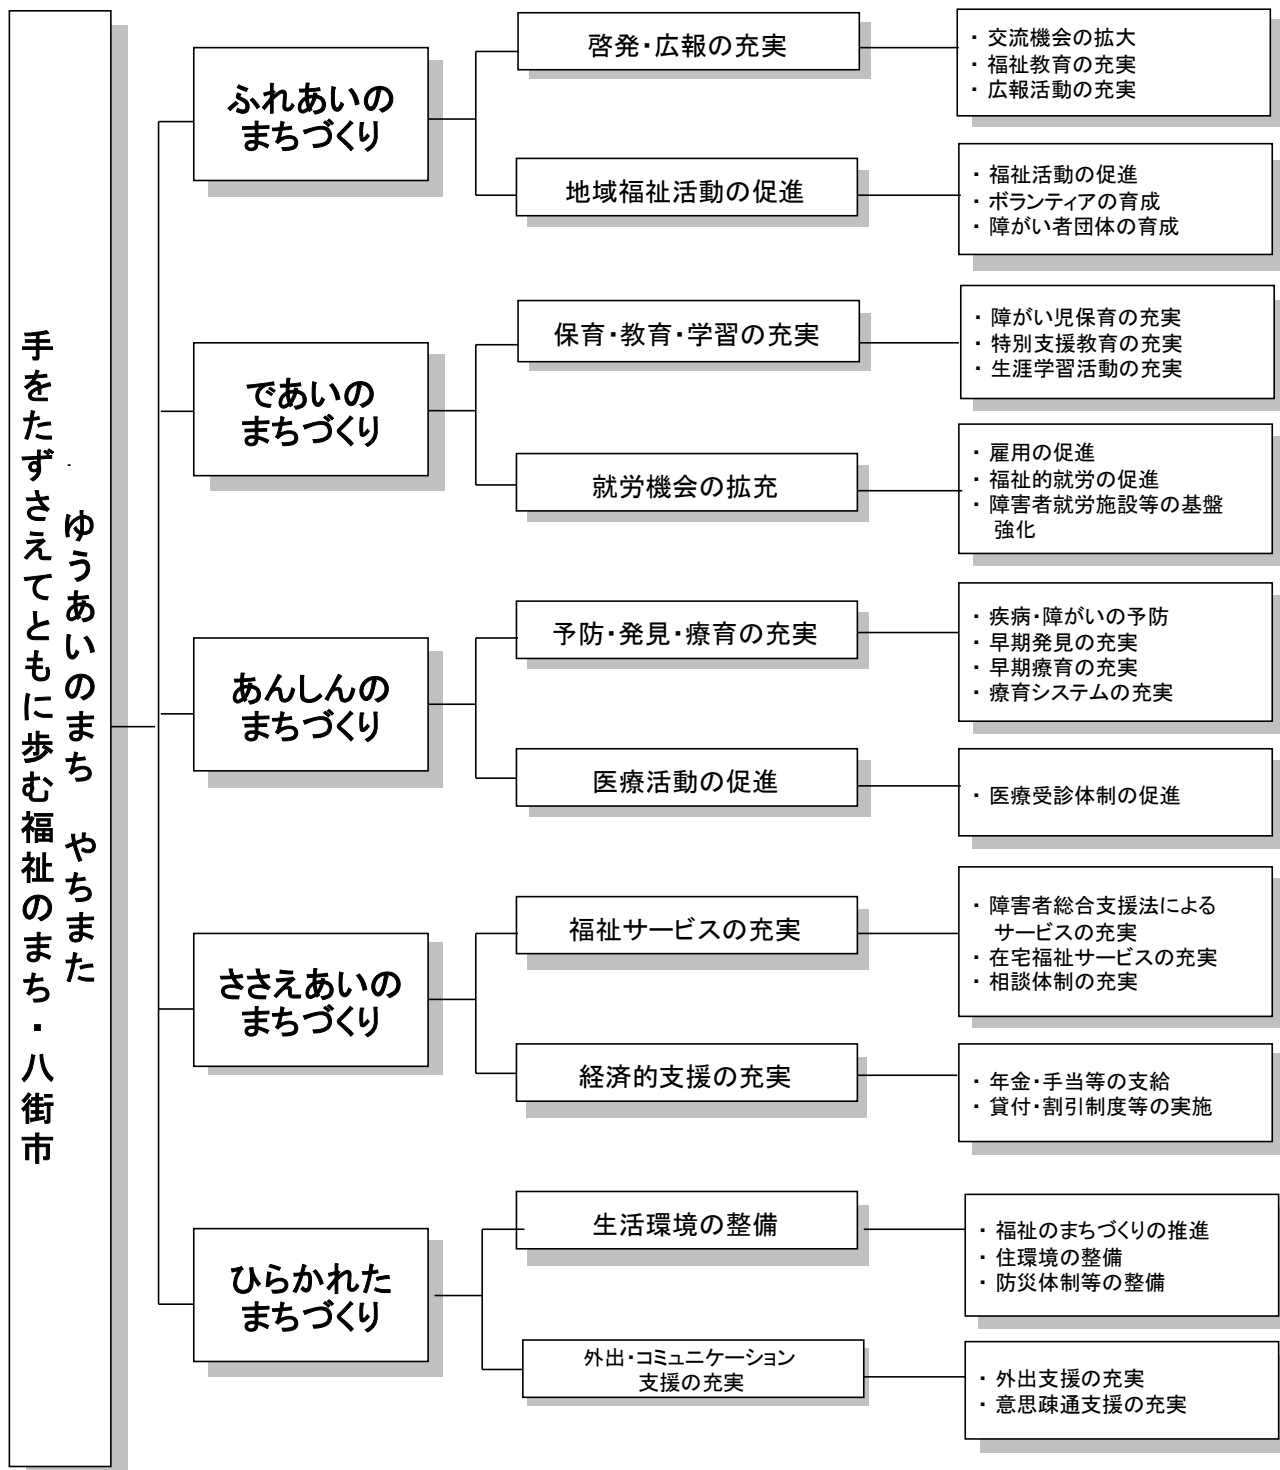 ゆうあいのまち　やちまた
手をたずさえてともに歩む福祉のまち・八街市
ふれあいの
まちづくり
啓発・広報の充実
・ 交流機会の拡大
・ 福祉教育の充実
・ 広報活動の充実
地域福祉活動の促進
・ 福祉活動の促進
・ ボランティアの育成
・ 障がい者団体の育成
であいの
まちづくり
保育・教育・学習の充実
・ 障がい児保育の充実
・ 特別支援教育の充実
・ 生涯学習活動の充実
就労機会の拡充
・ 雇用の促進
・ 福祉的就労の促進
・ 障害者就労施設等の基盤
強化
あんしんの
まちづくり
予防・発見・療育の充実
・ 疾病・障がいの予防
・ 早期発見の充実
・ 早期療育の充実
・ 療育システムの充実
医療活動の促進
・ 医療受診体制の促進
ささえあいの
まちづくり
福祉サービスの充実
・ 障害者総合支援法による
サービスの充実
・ 在宅福祉サービスの充実
・ 相談体制の充実
経済的支援の充実
・ 年金・手当等の支給
・ 貸付・割引制度等の実施
ひらかれた
まちづくり
生活環境の整備
・ 福祉のまちづくりの推進
・ 住環境の整備
・ 防災体制等の整備
外出・コミュニケーション
支援の充実
・ 外出支援の充実
・ 意思疎通支援の充実